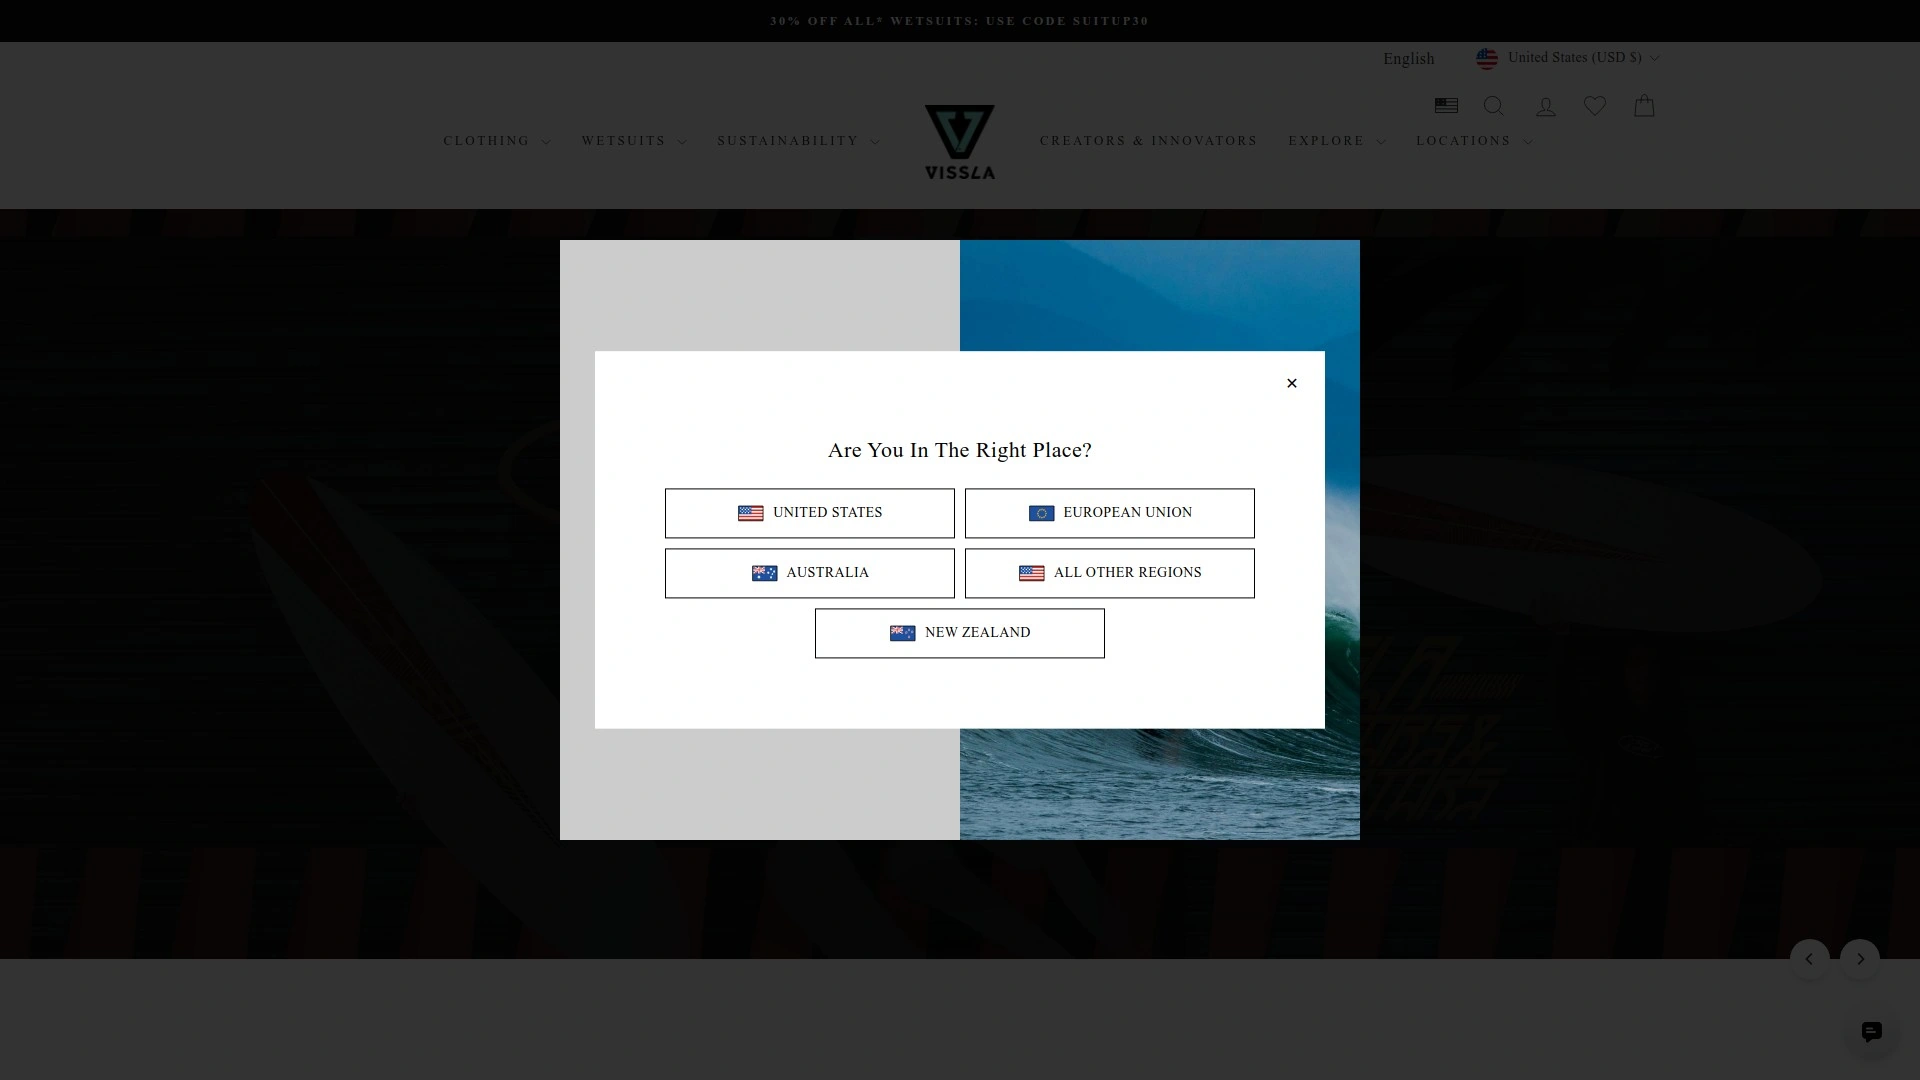 30% OFF ALL* WETSUITS: USE CODE SUITUP30
English
United States (USD $)
CLOTHING
WETSUITS
SUSTAINABILITY
VISSLA
CREATORS & INNOVATORS
EXPLORE
LOCATIONS
×
Are You In The Right Place?
UNITED STATES
EUROPEAN UNION
AUSTRALIA
ALL OTHER REGIONS
NEW ZEALAND